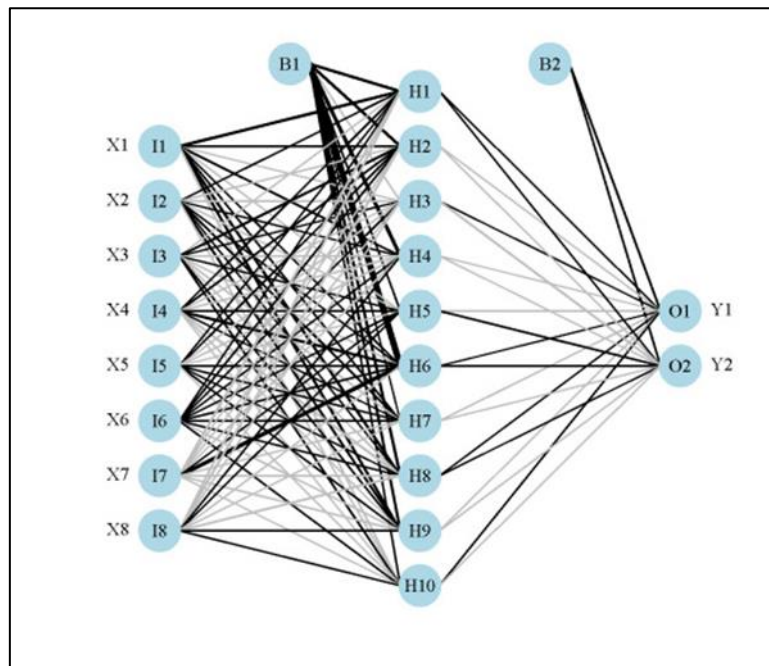 B1 B2
H1
X1 I1 H2
X2 I2 H3
X3 I3 H4
X4 I4 H5 O1 Y1
X5 I5 H6 O2 Y2
X6 I6 H7
X7 I7 H8
X8 I8 H9
H10